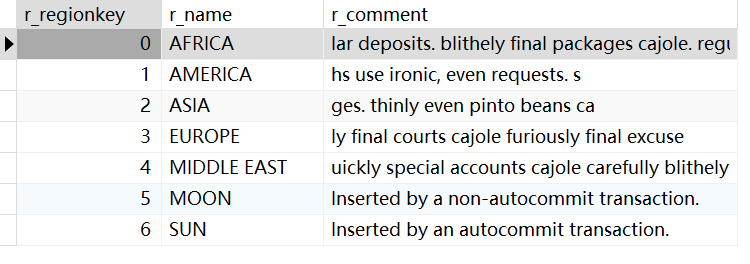 r_regionkey r_name r_comment
0 AFRICA lar deposits. blithely final packages cajole. regu
1 AMERICA hs use ironic, even requests. s
2 ASIA ges. thinly even pinto beans ca
3 EUROPE ly final courts cajole furiously final excuse
4 MIDDLE EAST uickly special accounts cajole carefully blithely
5 MOON Inserted by a non-autocommit transaction.
6 SUN Inserted by an autocommit transaction.